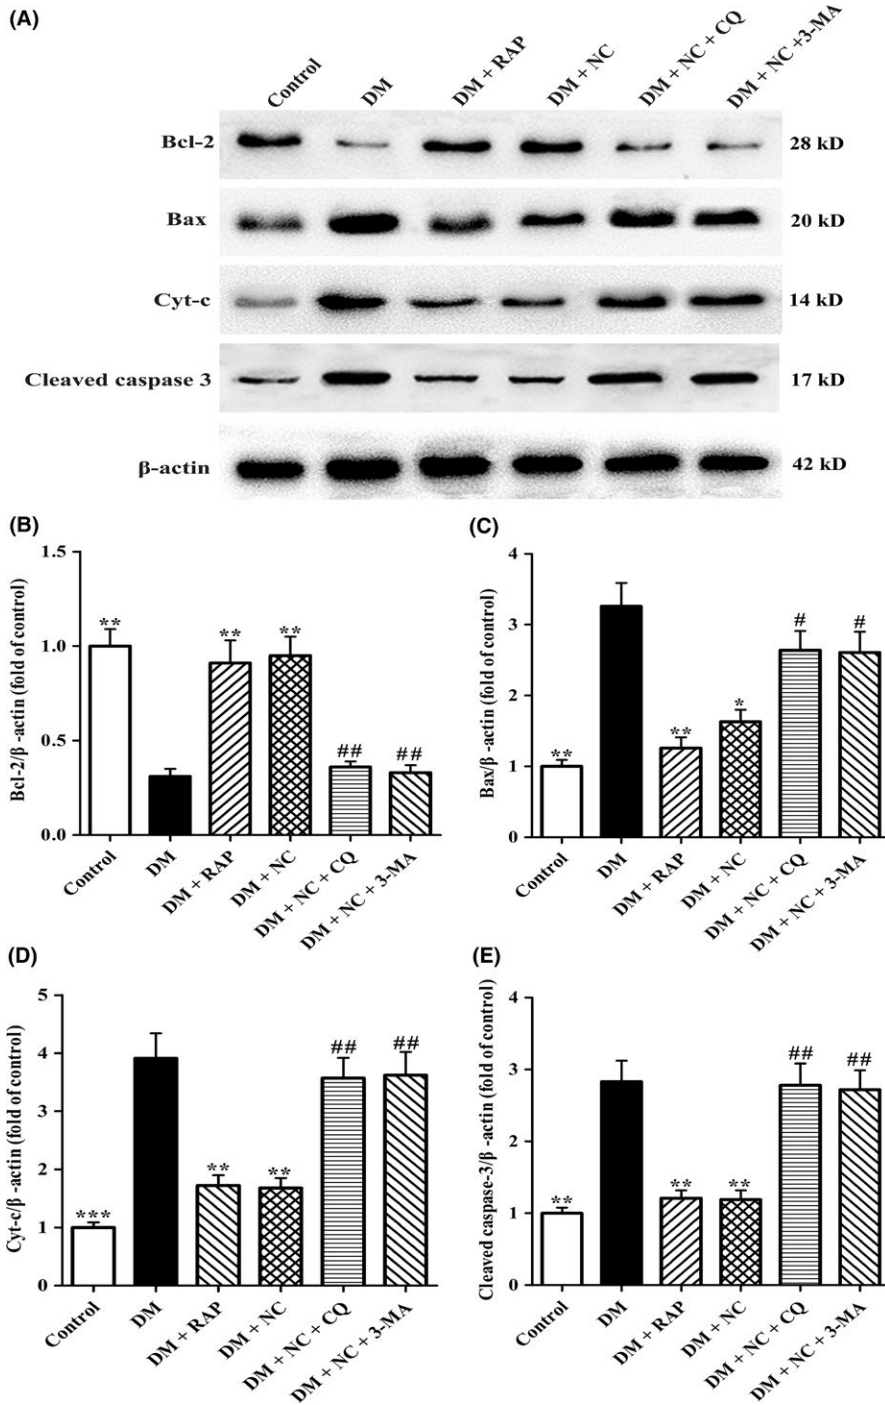 (A)
Control DM DM + RAP DM + NC DM + NC + CQ DM + NC +3-MA
Bcl-2 28 kD
Bax 20 kD
Cyt-c 14 kD
Cleaved caspase 3 17 kD
β-actin 42 kD
(B)
Bcl-2/β -actin (fold of control)
1.5
1.0
0.5
0.0
** ** ** ## ##
Control DM DM + RAP DM + NC DM + NC + CQ DM + NC + 3-MA
(C)
Bax/β -actin (fold of control)
4
3
2
1
0
** ** * # #
Control DM DM + RAP DM + NC DM + NC + CQ DM + NC + 3-MA
(D)
Cyt-c/β -actin (fold of control)
5
4
3
2
1
0
*** ** ** ## ##
Control DM DM + RAP DM + NC DM + NC + CQ DM + NC + 3-MA
(E)
Cleaved caspase-3/β -actin (fold of control)
4
3
2
1
0
** ** ** ## ##
Control DM DM + RAP DM + NC DM + NC + CQ DM + NC + 3-MA